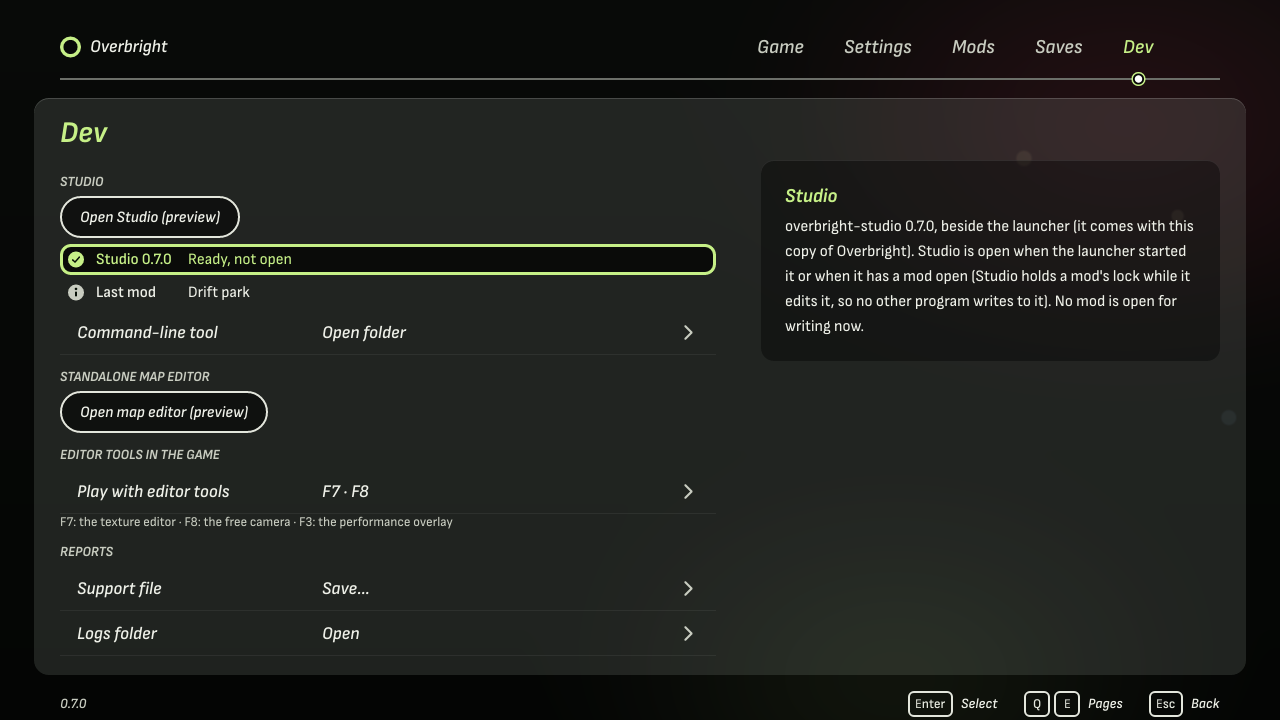 Overbright
Game Settings Mods Saves Dev
Dev
STUDIO
Open Studio (preview)
Studio 0.7.0 Ready, not open
Last mod Drift park
Command-line tool Open folder
STANDALONE MAP EDITOR
Open map editor (preview)
EDITOR TOOLS IN THE GAME
Play with editor tools F7 · F8
F7: the texture editor · F8: the free camera · F3: the performance overlay
REPORTS
Support file Save...
Logs folder Open
Studio
overbright-studio 0.7.0, beside the launcher (it comes with this
copy of Overbright). Studio is open when the launcher started
it or when it has a mod open (Studio holds a mod's lock while it
edits it, so no other program writes to it). No mod is open for
writing now.
0.7.0
Enter Select Q E Pages Esc Back